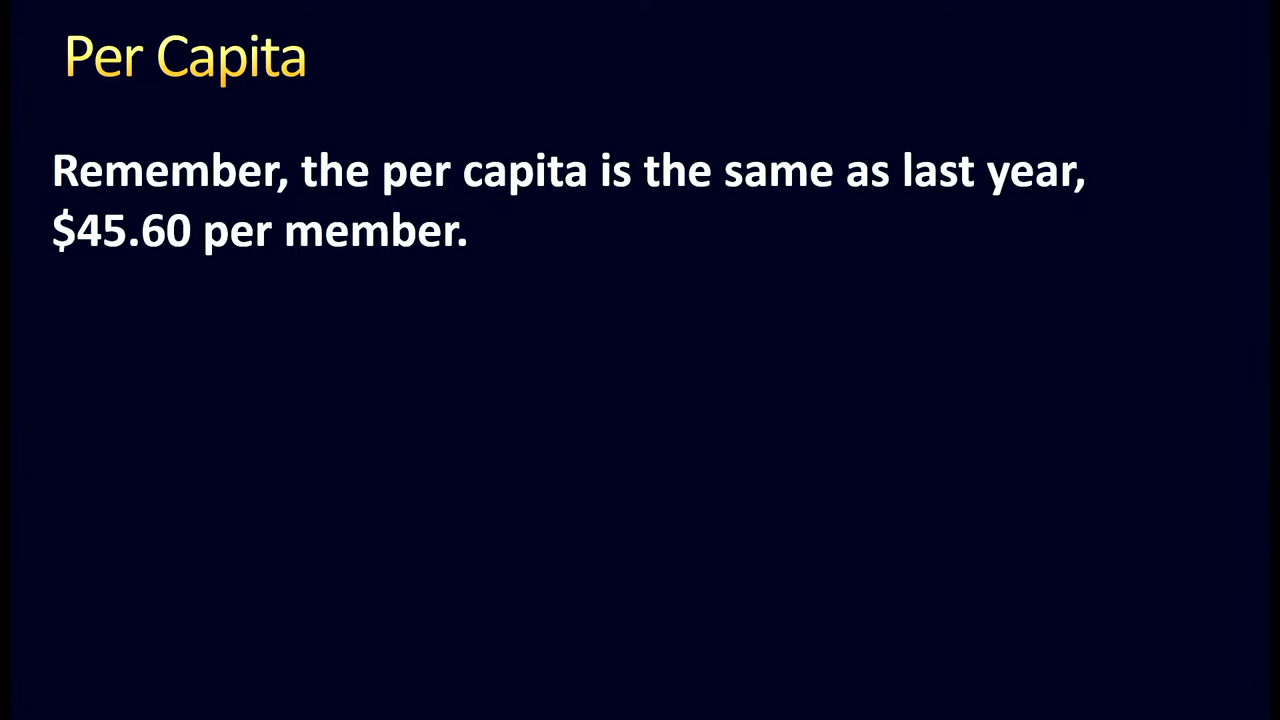 Per Capita
Remember, the per capita is the same as last year,
$45.60 per member.